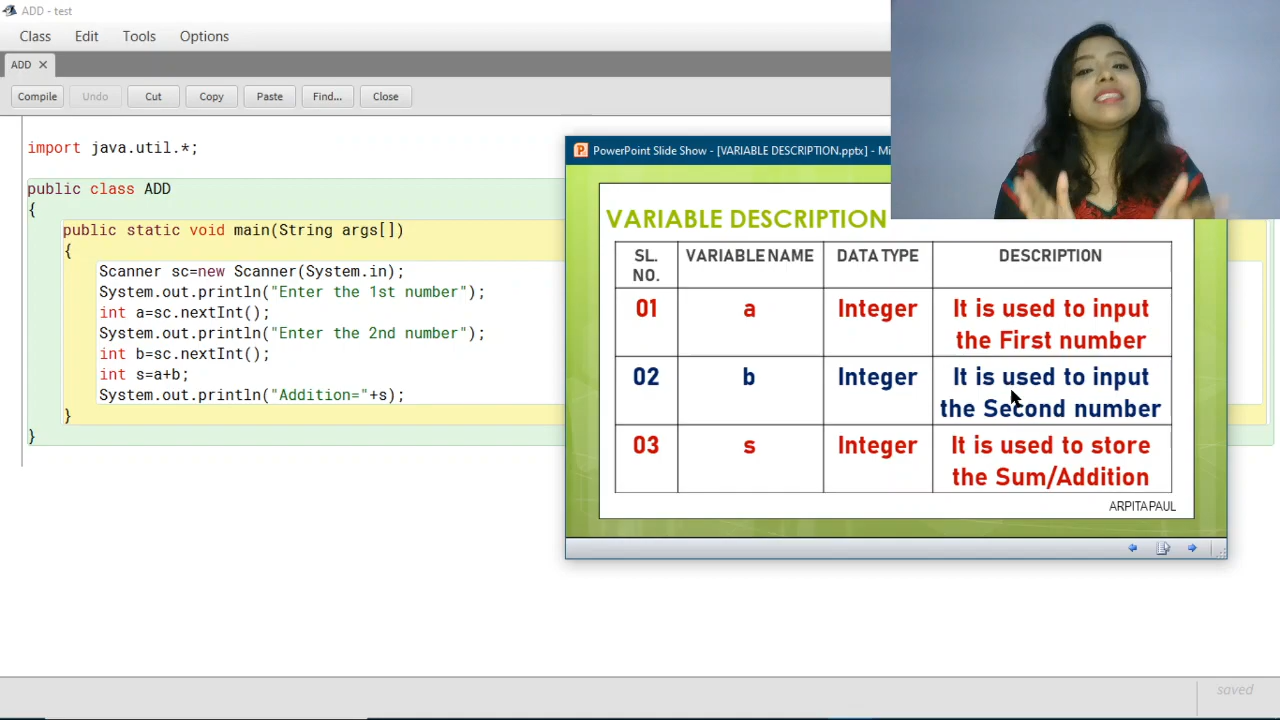 ADD - test
Class Edit Tools Options
ADD ✕
Compile Undo Cut Copy Paste Find... Close
import java.util.*;
public class ADD
{
public static void main(String args[])
{
Scanner sc=new Scanner(System.in);
System.out.println("Enter the 1st number");
int a=sc.nextInt();
System.out.println("Enter the 2nd number");
int b=sc.nextInt();
int s=a+b;
System.out.println("Addition="+s);
}
}
PowerPoint Slide Show - [VARIABLE DESCRIPTION.pptx] - Mi
VARIABLE DESCRIPTION
SL. VARIABLE NAME DATA TYPE DESCRIPTION
NO.
01 a Integer It is used to input
the First number
02 b Integer It is used to input
the Second number
03 s Integer It is used to store
the Sum/Addition
ARPITA PAUL
saved